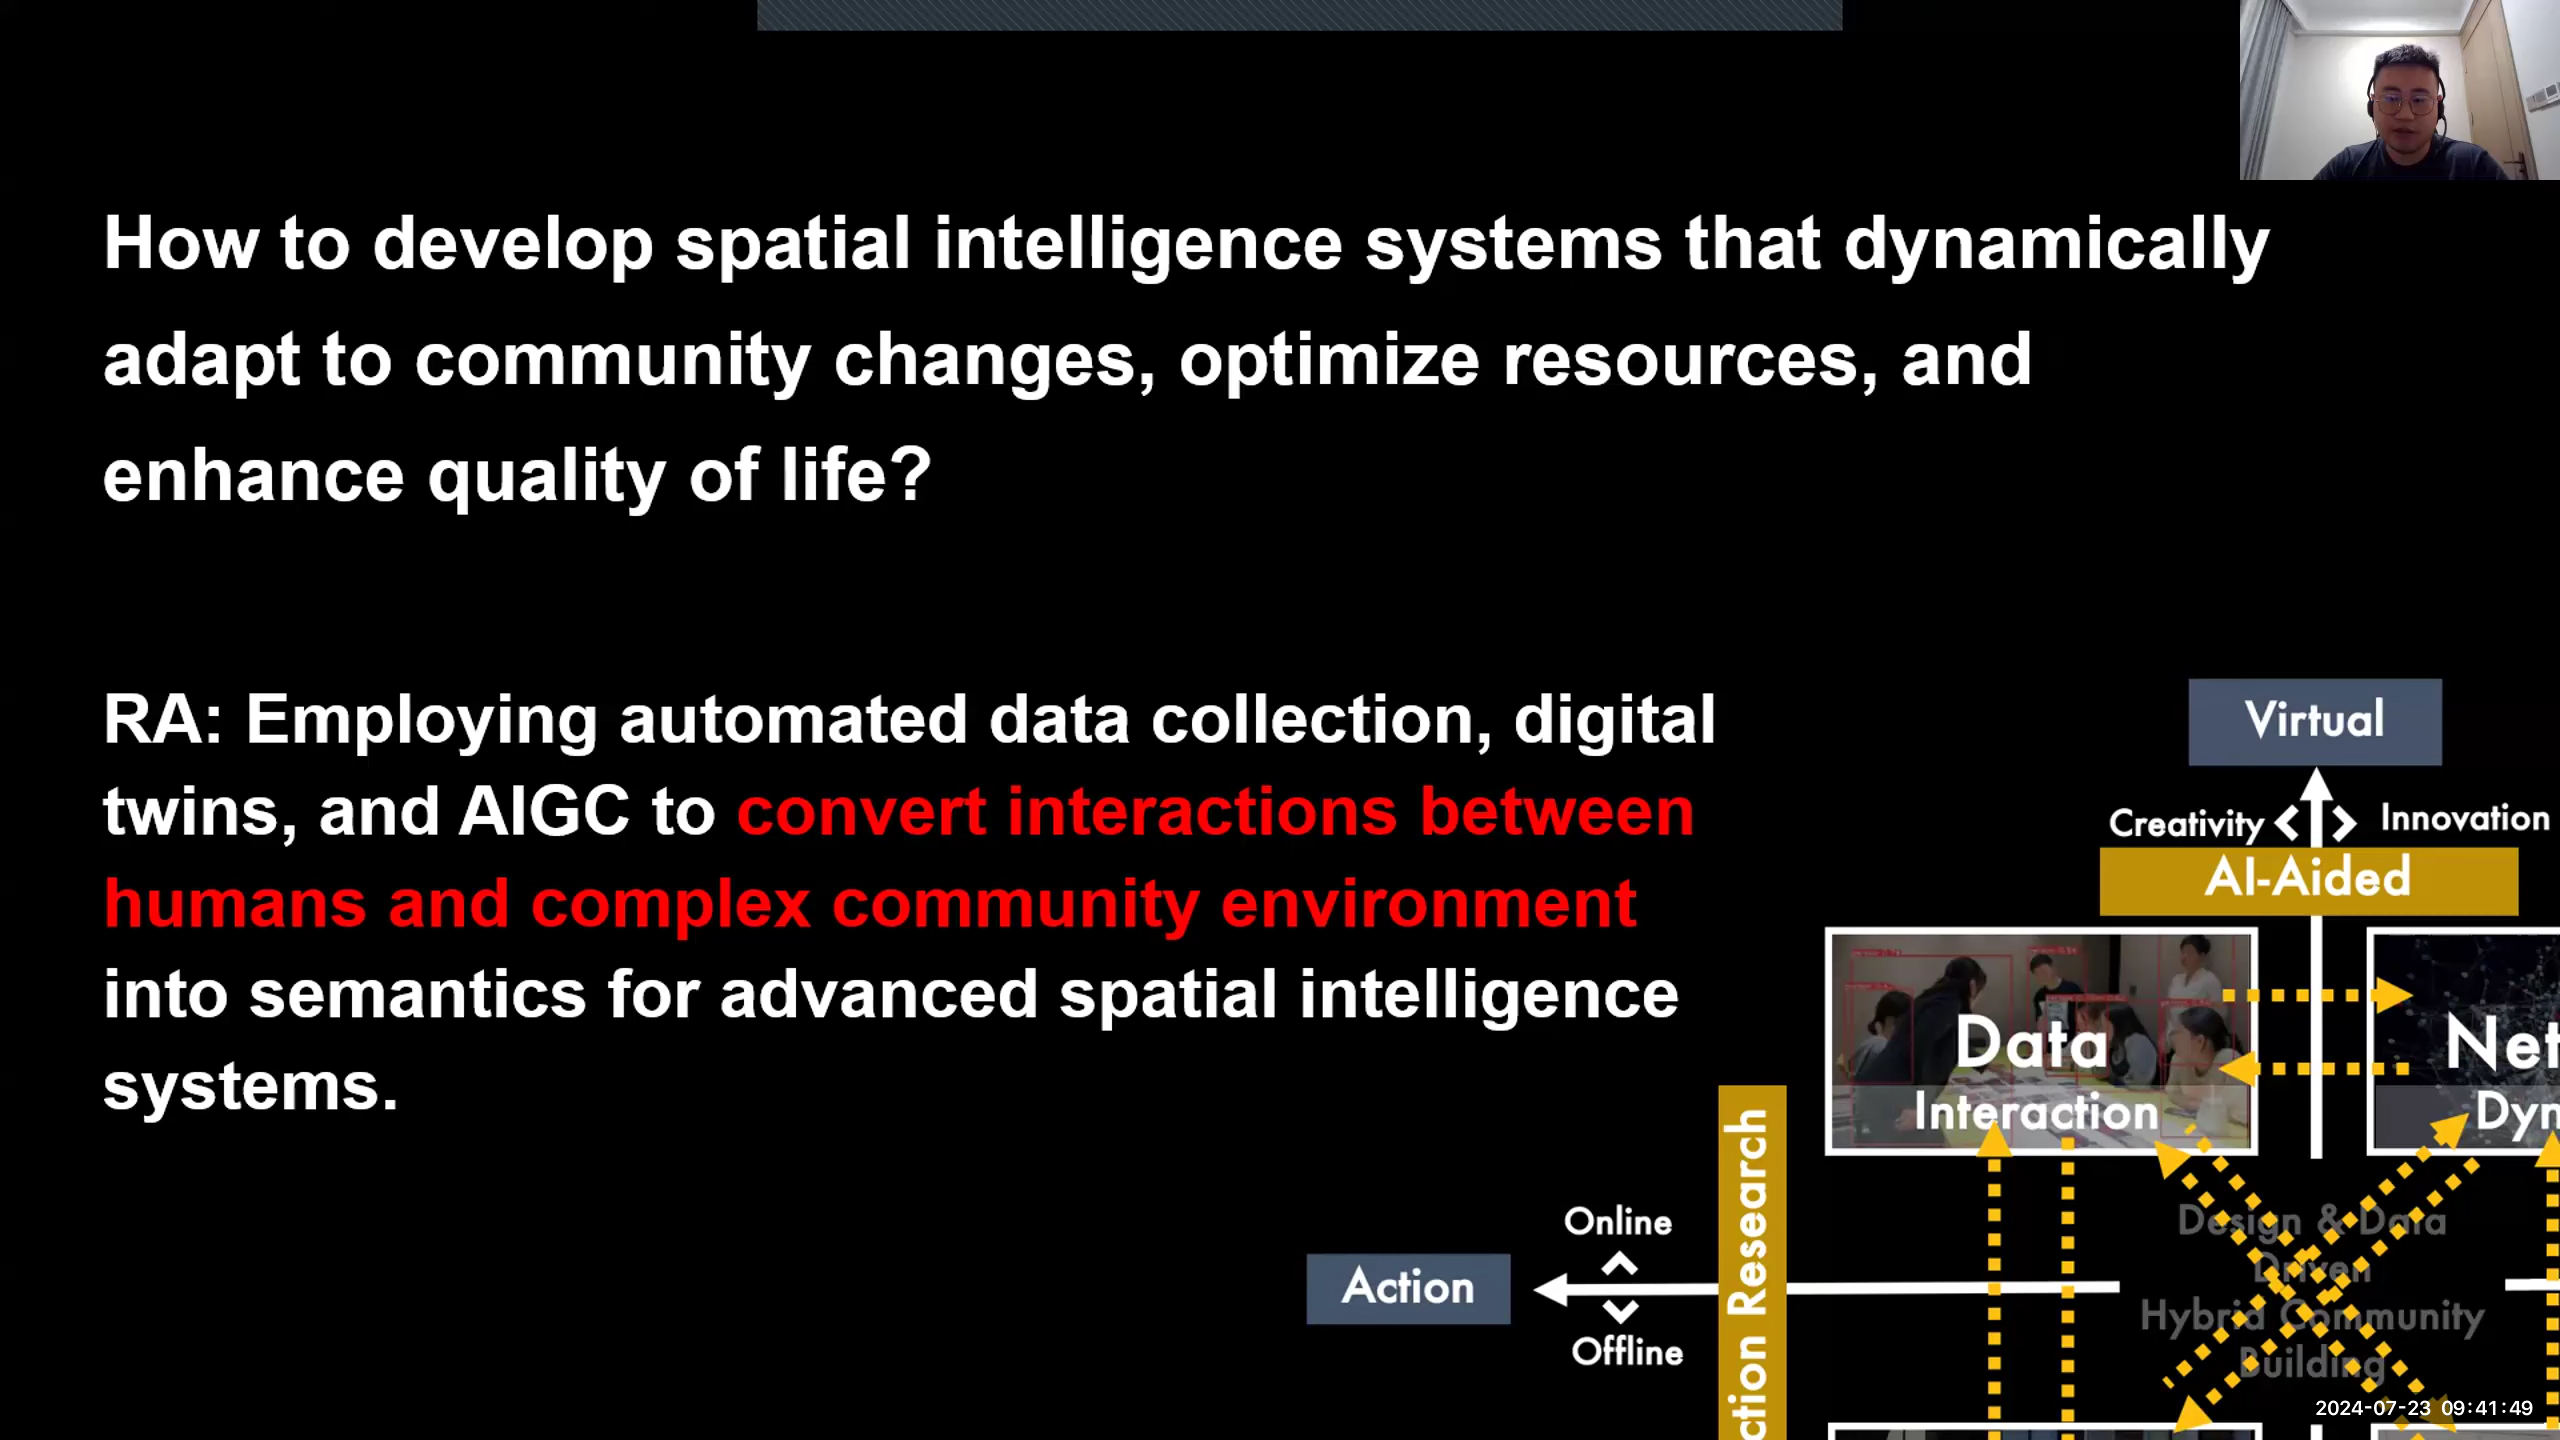 How to develop spatial intelligence systems that dynamically
adapt to community changes, optimize resources, and
enhance quality of life?
RA: Employing automated data collection, digital
twins, and AIGC to convert interactions between
humans and complex community environment
into semantics for advanced spatial intelligence
systems.
Virtual
Creativity
Innovation
AI-Aided
Data
Interaction
Online
Action
Offline
Research
Design & Data
Driven
Hybrid Community
Building
2024-07-23 09:41:49